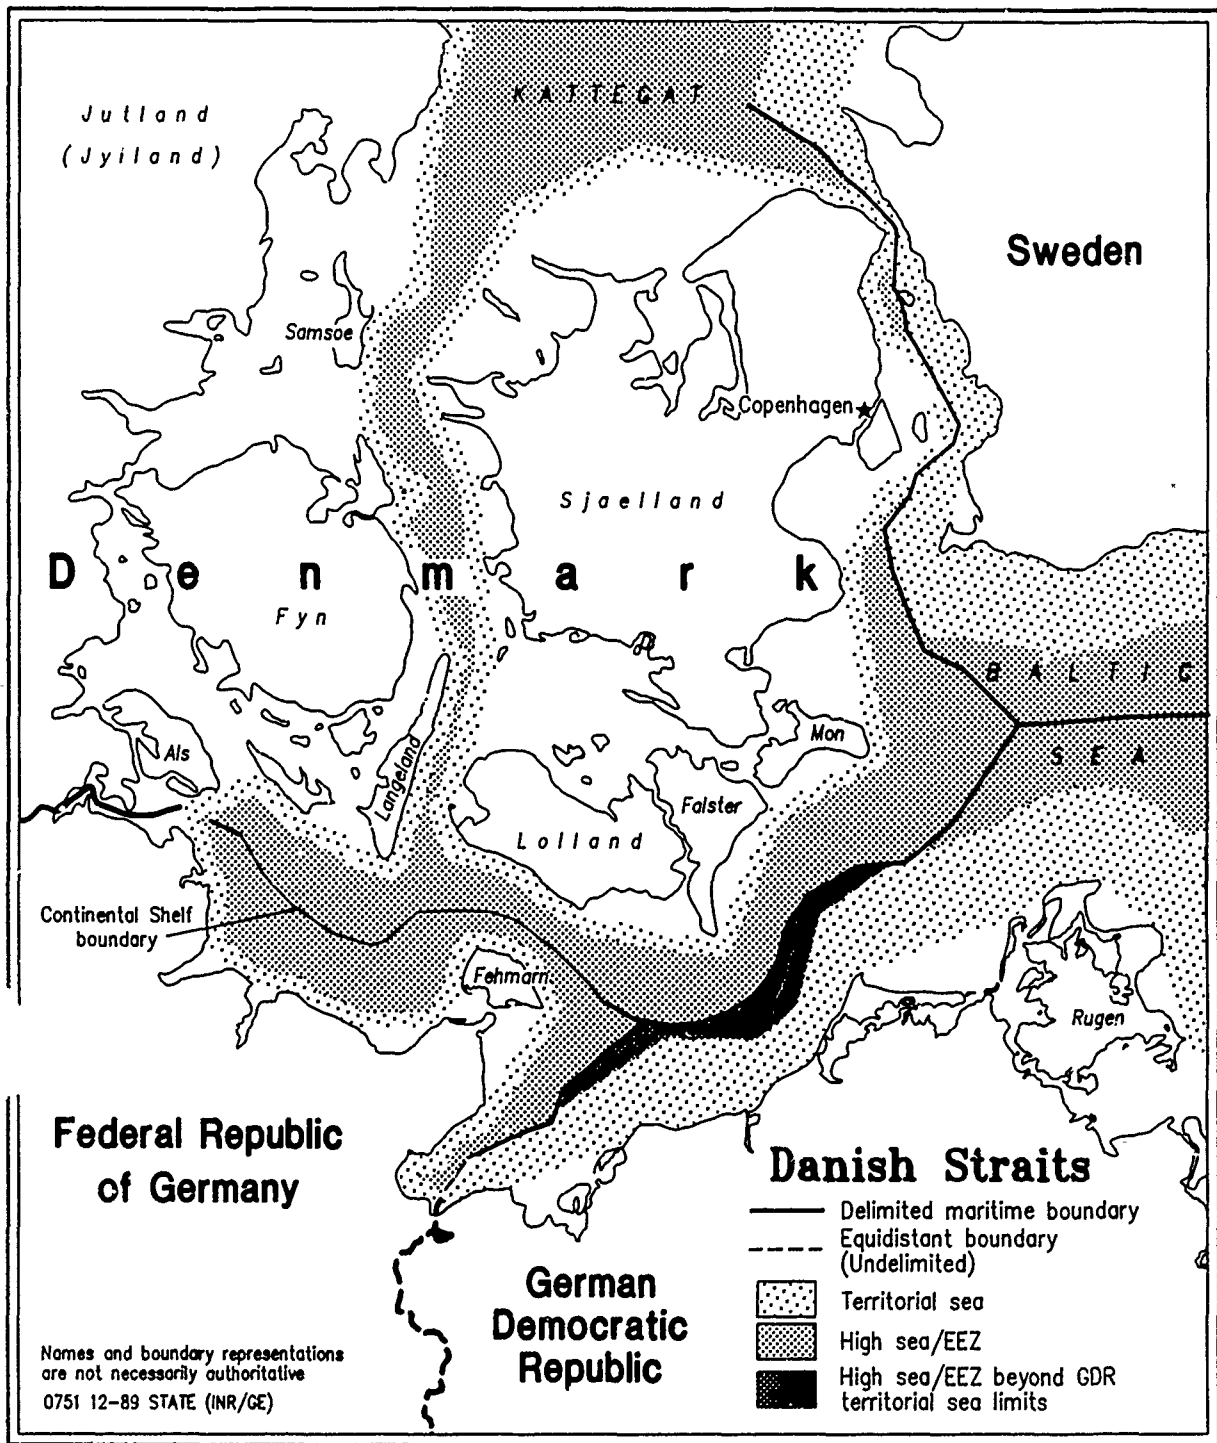 KATTEGAT
Jutland
(Jyiland)
Sweden
Samsoe
Copenhagen
Sjaelland
Denmark
Fyn
BALTIC
SEA
Als
Langeland
Mon
Falster
Lolland
Continental Shelf
boundary
Fehmarn
Rugen
Federal Republic
of Germany
German
Democratic
Republic
Danish Straits
Delimited maritime boundary
Equidistant boundary
(Undelimited)
Territorial sea
High sea/EEZ
High sea/EEZ beyond GDR
territorial sea limits
Names and boundary representations
are not necessarily authoritative
0751 12-89 STATE (INR/GE)